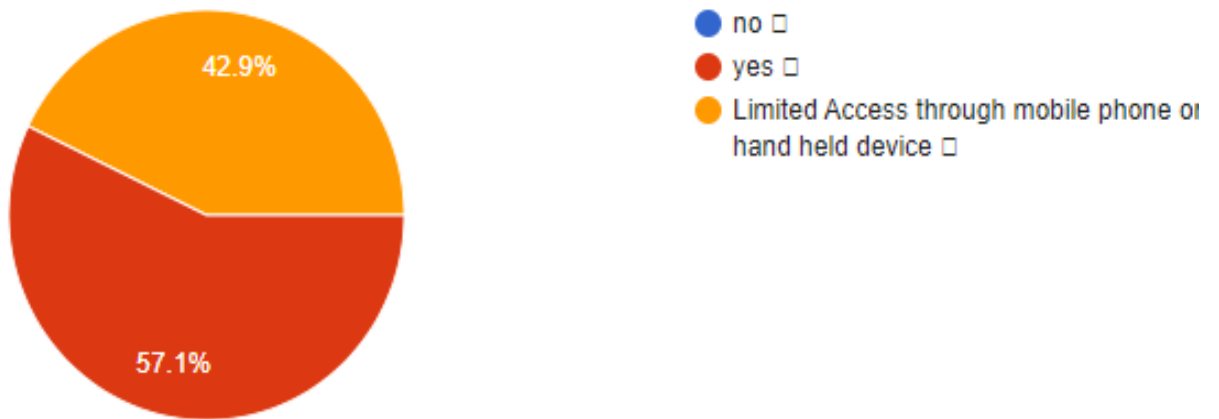 42.9%
57.1%
no □
yes □
Limited Access through mobile phone or
hand held device □